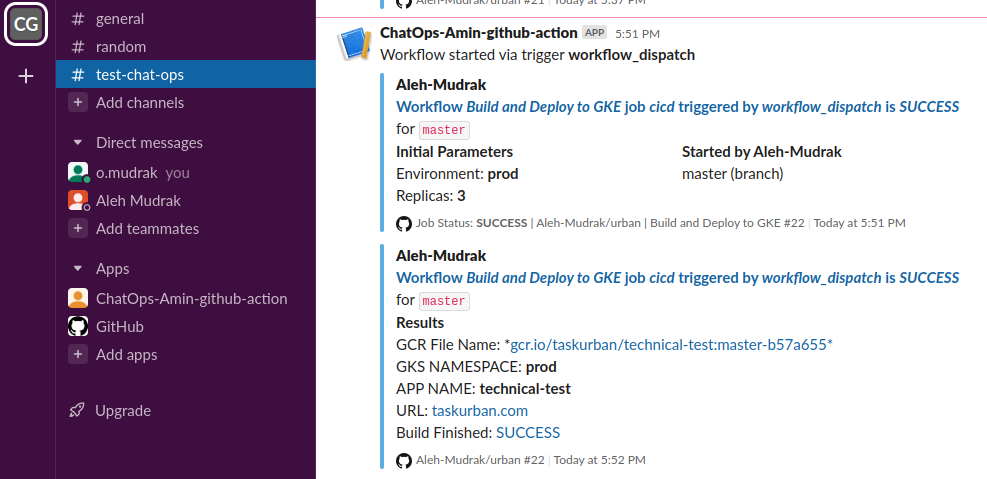 CG
+
# general
# random
# test-chat-ops
+ Add channels
Direct messages
o.mudrak you
Aleh Mudrak
+ Add teammates
Apps
ChatOps-Amin-github-action
GitHub
+ Add apps
Upgrade
Aleh-Mudrak/urban #21 | Today at 5:37 PM
ChatOps-Amin-github-action APP 5:51 PM
Workflow started via trigger workflow_dispatch
Aleh-Mudrak
Workflow Build and Deploy to GKE job cicd triggered by workflow_dispatch is SUCCESS
for master
Initial Parameters Started by Aleh-Mudrak
Environment: prod master (branch)
Replicas: 3
Job Status: SUCCESS | Aleh-Mudrak/urban | Build and Deploy to GKE #22 | Today at 5:51 PM
Aleh-Mudrak
Workflow Build and Deploy to GKE job cicd triggered by workflow_dispatch is SUCCESS
for master
Results
GCR File Name: *gcr.io/taskurban/technical-test:master-b57a655*
GKS NAMESPACE: prod
APP NAME: technical-test
URL: taskurban.com
Build Finished: SUCCESS
Aleh-Mudrak/urban #22 | Today at 5:52 PM